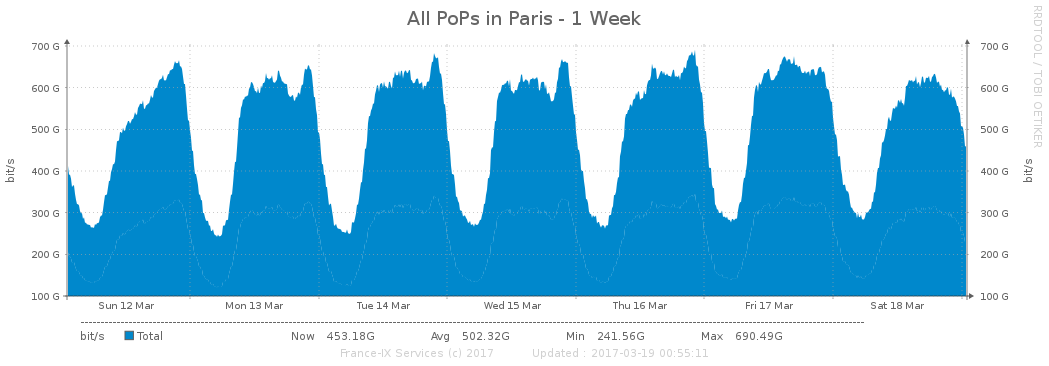 All PoPs in Paris - 1 Week
RRDTOOL / TOBI OETIKER
700 G 700 G
600 G 600 G
500 G 500 G
400 G 400 G
300 G 300 G
200 G 200 G
100 G 100 G
bit/s
bit/s
Sun 12 Mar Mon 13 Mar Tue 14 Mar Wed 15 Mar Thu 16 Mar Fri 17 Mar Sat 18 Mar
bit/s Total Now 453.18G Avg 502.32G Min 241.56G Max 690.49G
France-IX Services (c) 2017 Updated : 2017-03-19 00:55:11